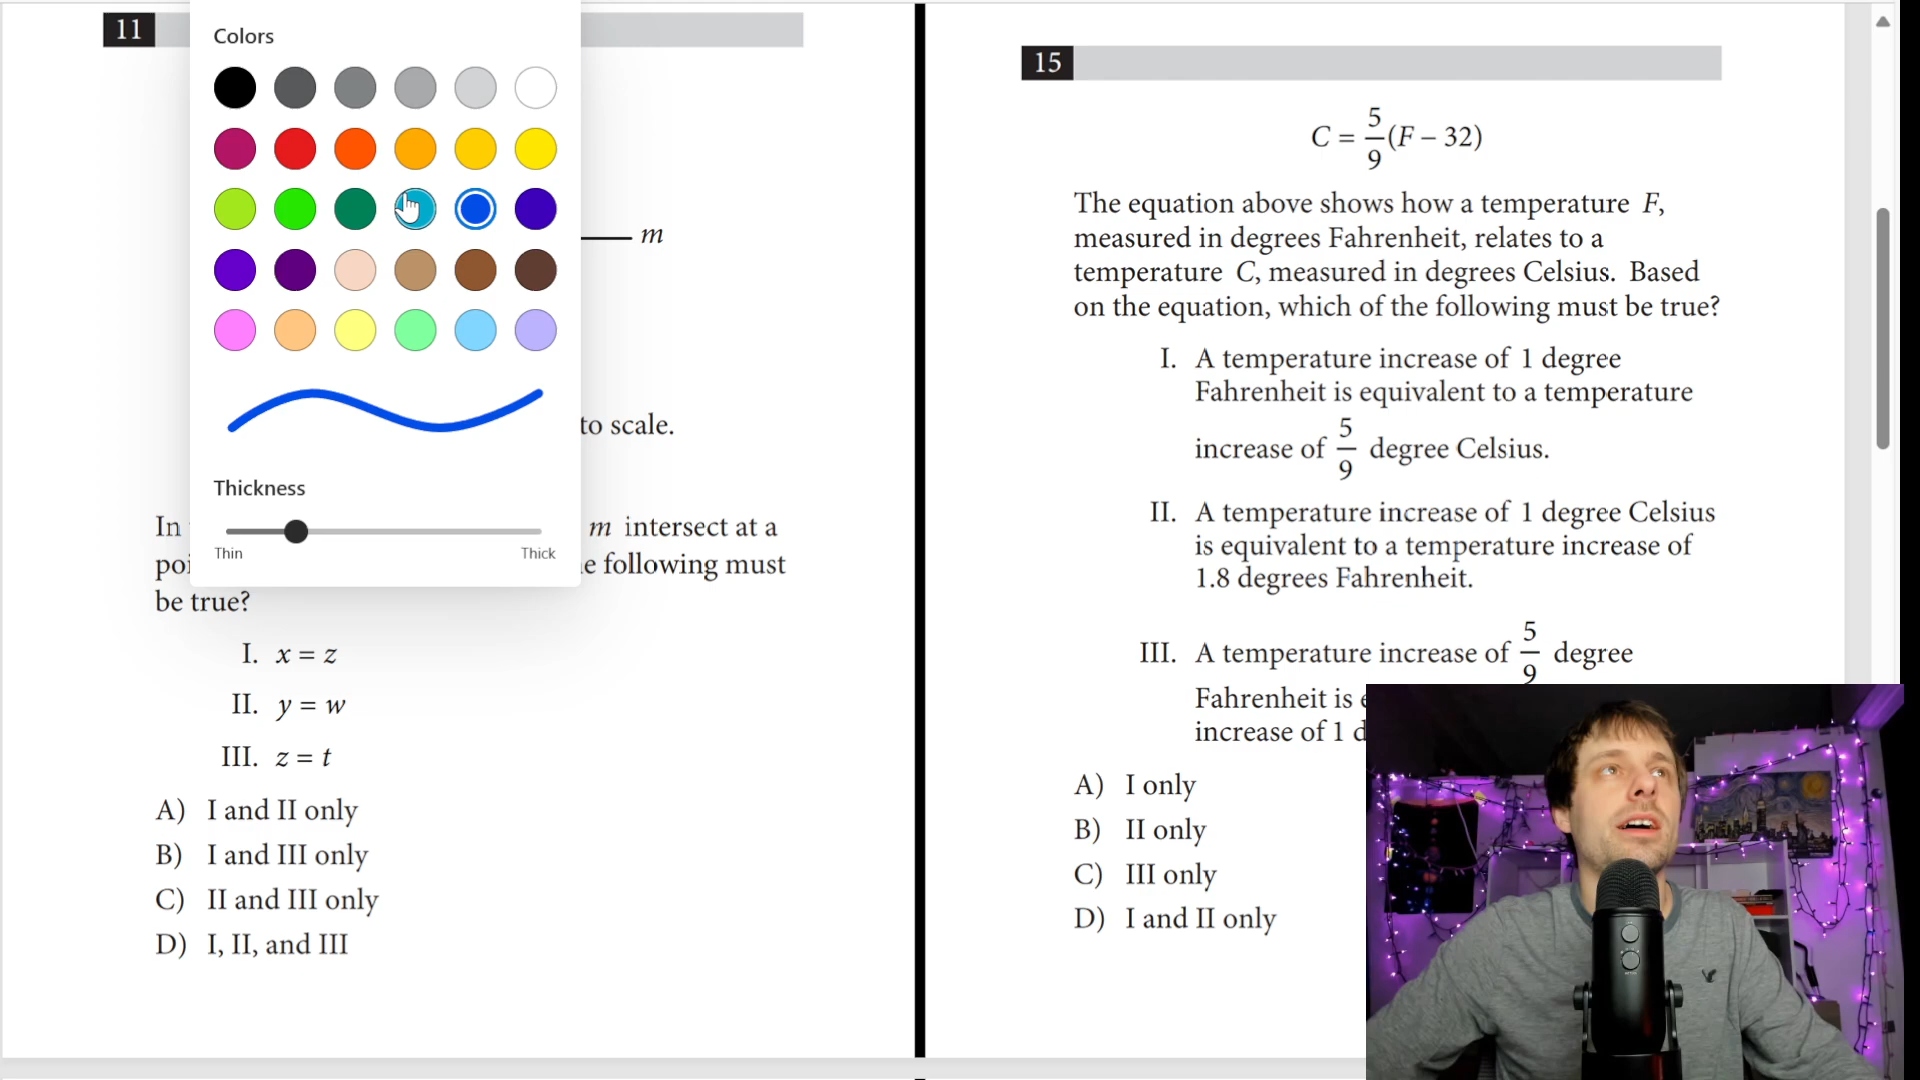 11
Colors
m
to scale.
Thickness
Thin Thick
In m intersect at a
following must
be true?
I. x = z
II. y = w
III. z = t
A) I and II only
B) I and III only
C) II and III only
D) I, II, and III
15
C = 5/9 (F – 32)
The equation above shows how a temperature F,
measured in degrees Fahrenheit, relates to a
temperature C, measured in degrees Celsius. Based
on the equation, which of the following must be true?
I. A temperature increase of 1 degree
Fahrenheit is equivalent to a temperature
increase of 5/9 degree Celsius.
II. A temperature increase of 1 degree Celsius
is equivalent to a temperature increase of
1.8 degrees Fahrenheit.
III. A temperature increase of 5/9 degree
Fahrenheit is
increase of 1
A) I only
B) II only
C) III only
D) I and II only